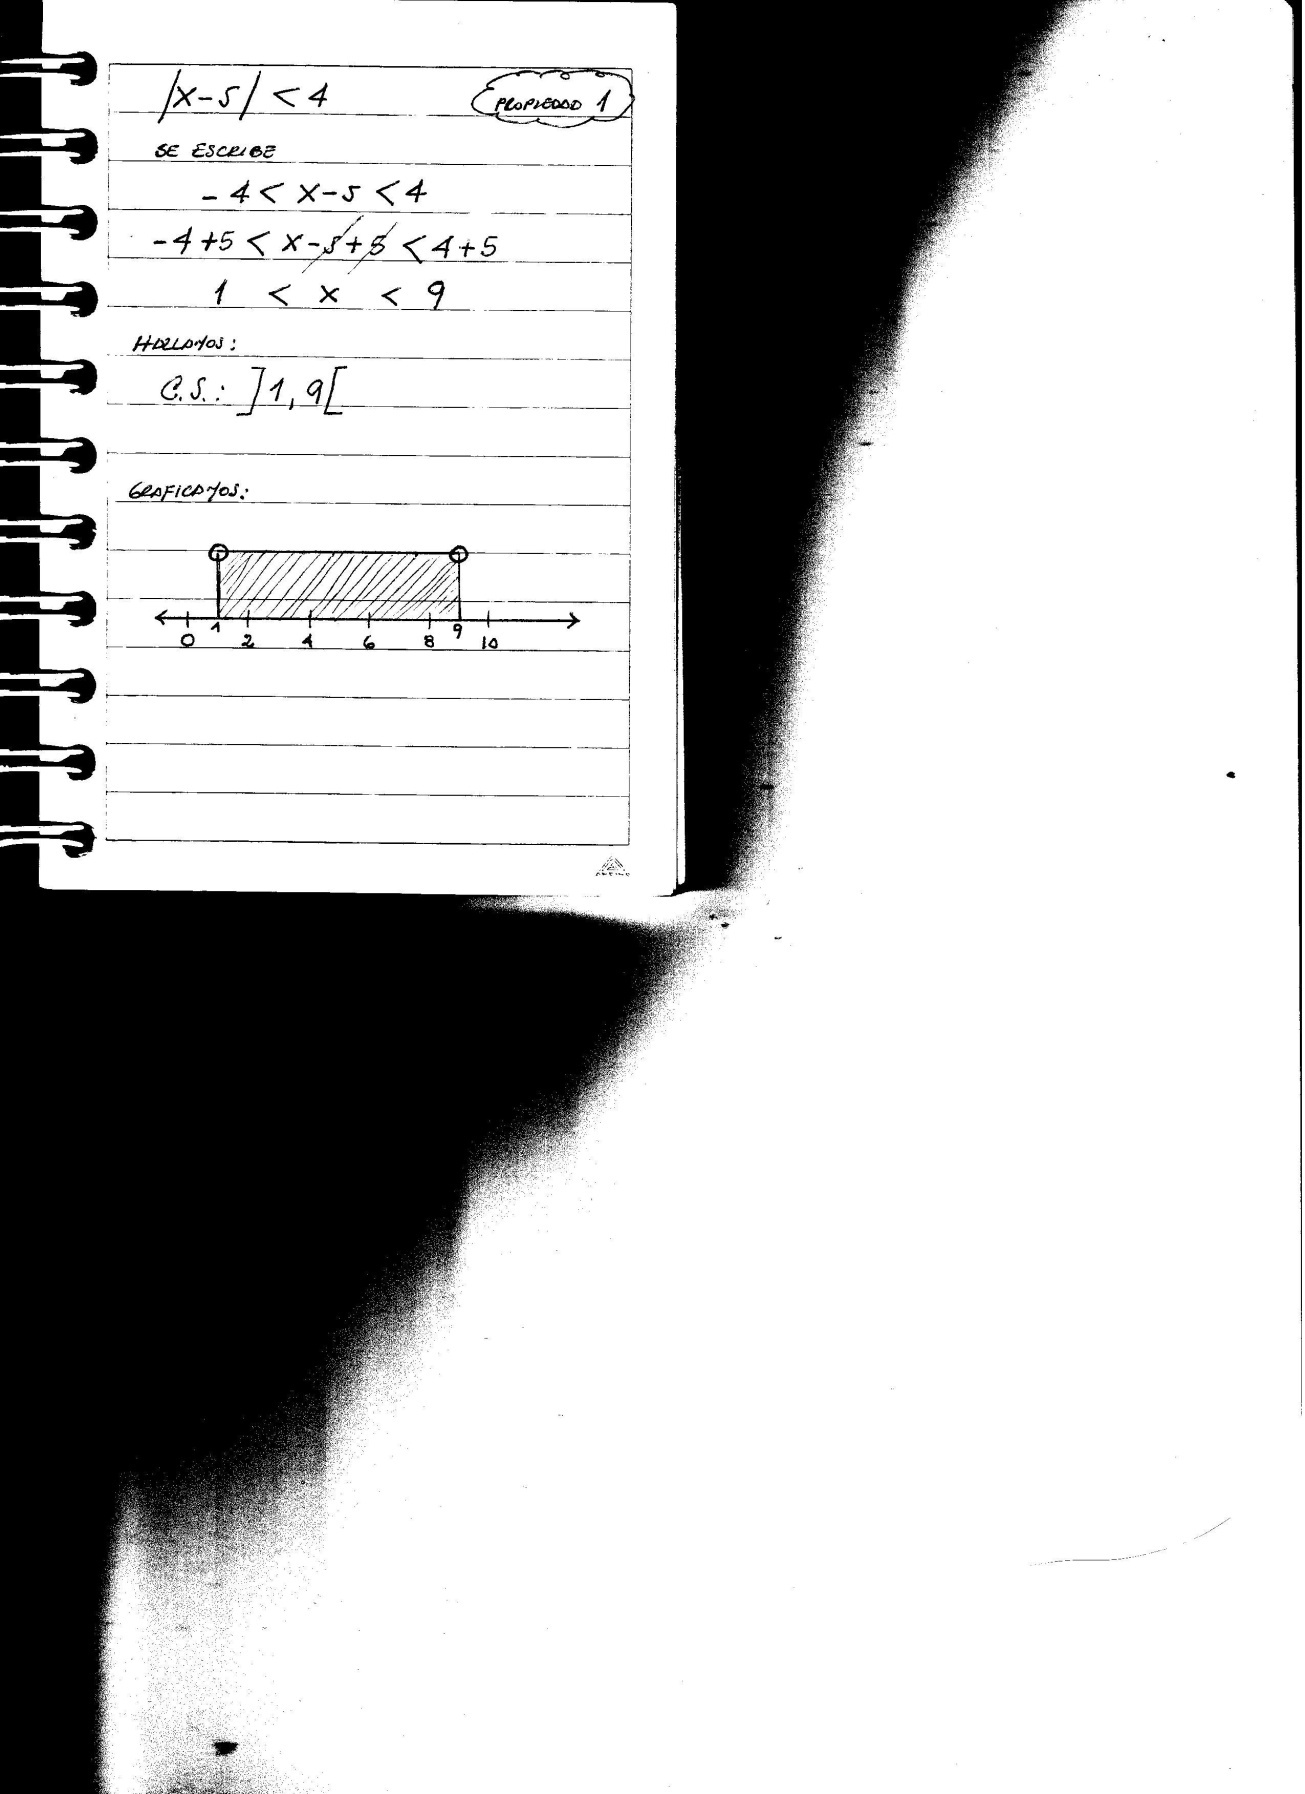 |x-5| < 4 PROPIEDAD 1
SE ESCRIBE
-4 < x-5 < 4
-4+5 < x-5+5 < 4+5
1 < x < 9
HALLAMOS:
C.S.: ]1,9[
GRAFICAMOS:
0 1 2 4 6 8 9 10